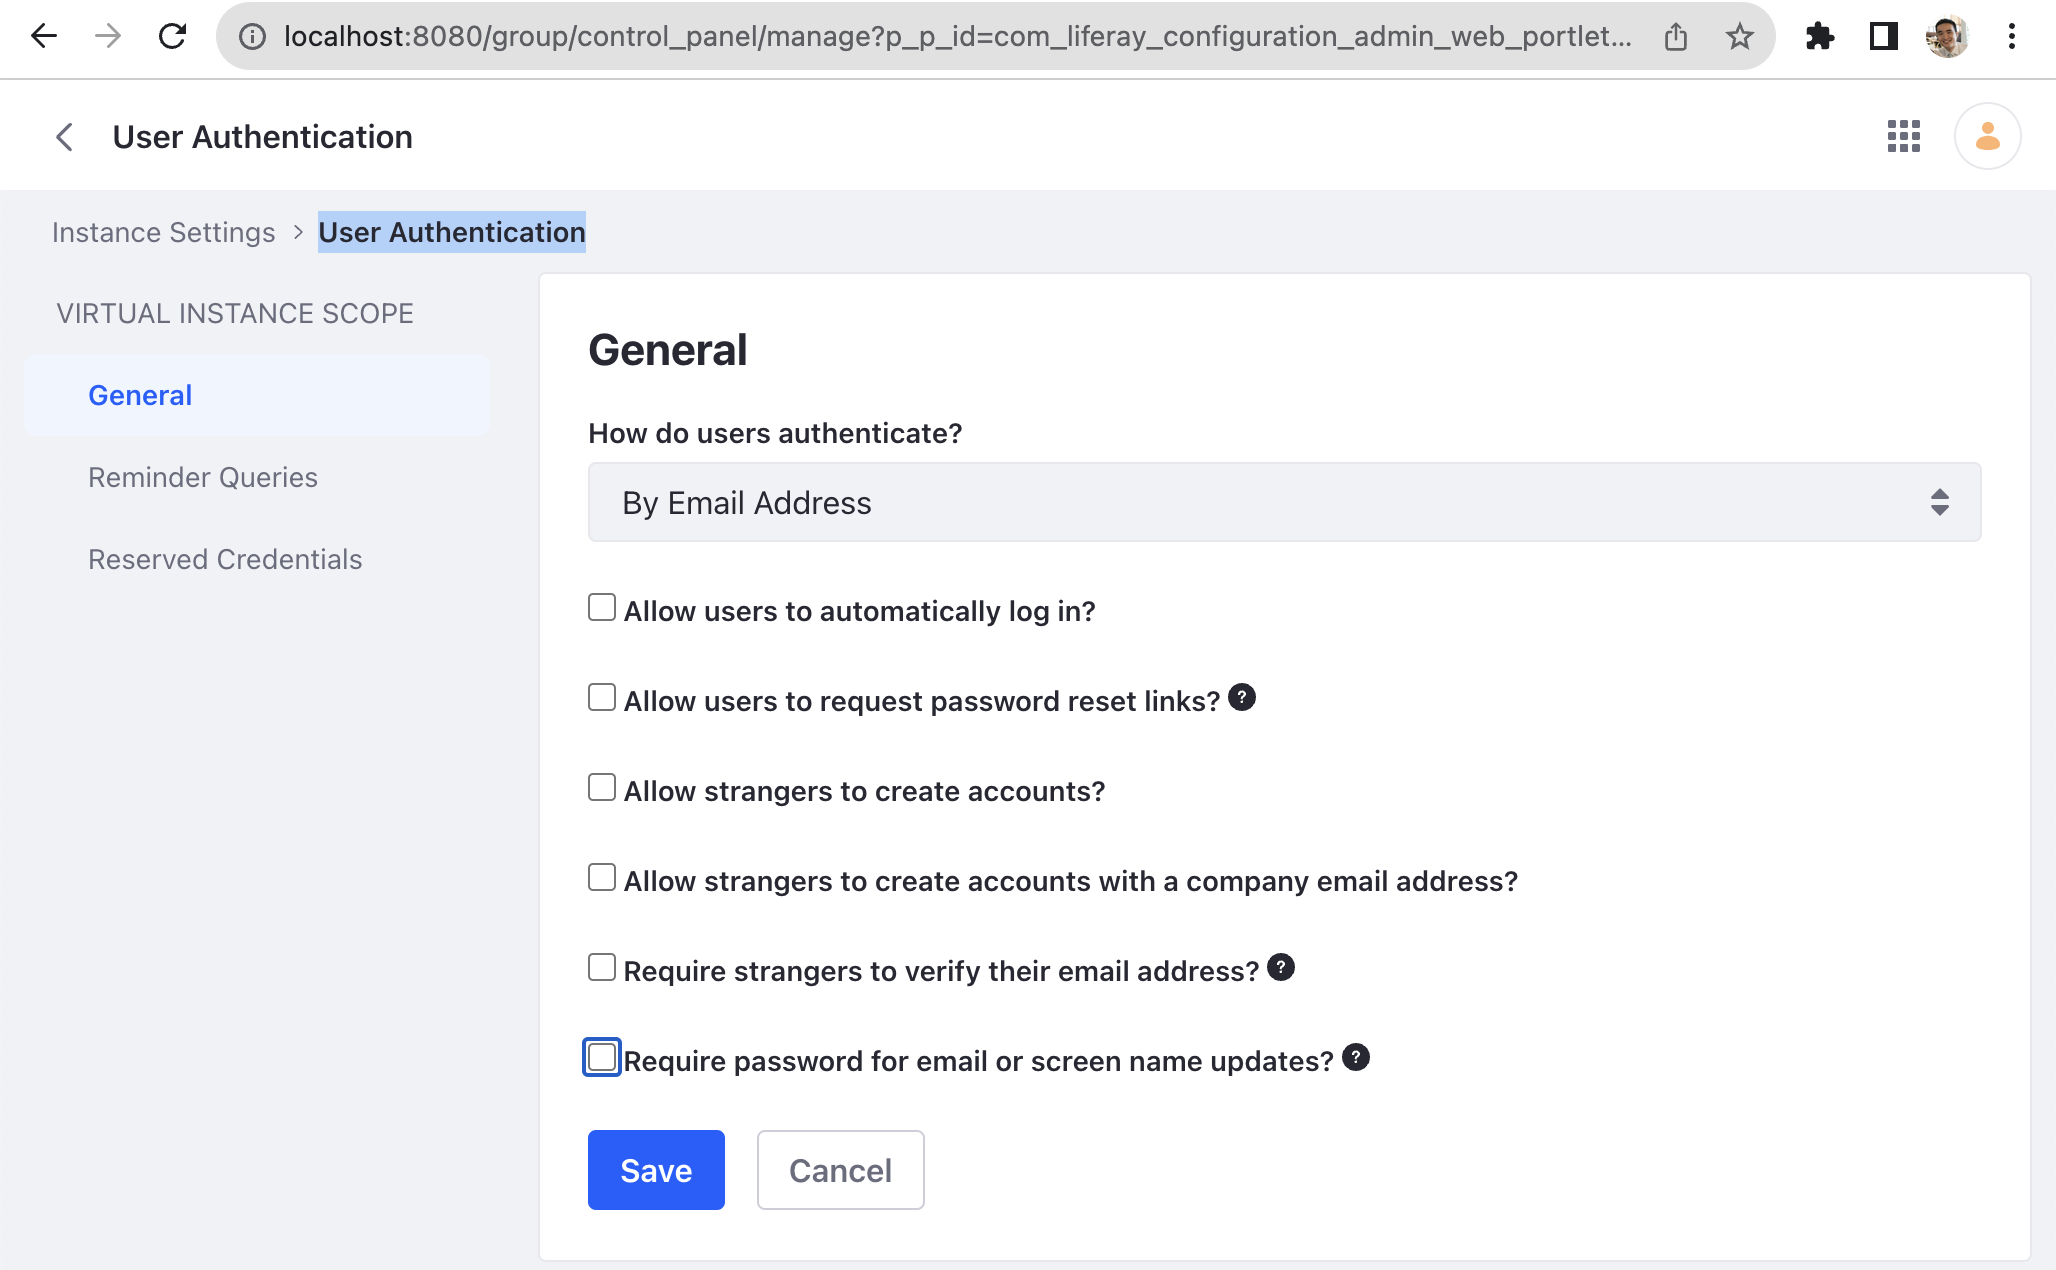 localhost:8080/group/control_panel/manage?p_p_id=com_liferay_configuration_admin_web_portlet...
User Authentication
Instance Settings > User Authentication
VIRTUAL INSTANCE SCOPE
General
Reminder Queries
Reserved Credentials
General
How do users authenticate?
By Email Address
Allow users to automatically log in?
Allow users to request password reset links? ?
Allow strangers to create accounts?
Allow strangers to create accounts with a company email address?
Require strangers to verify their email address? ?
Require password for email or screen name updates? ?
Save Cancel